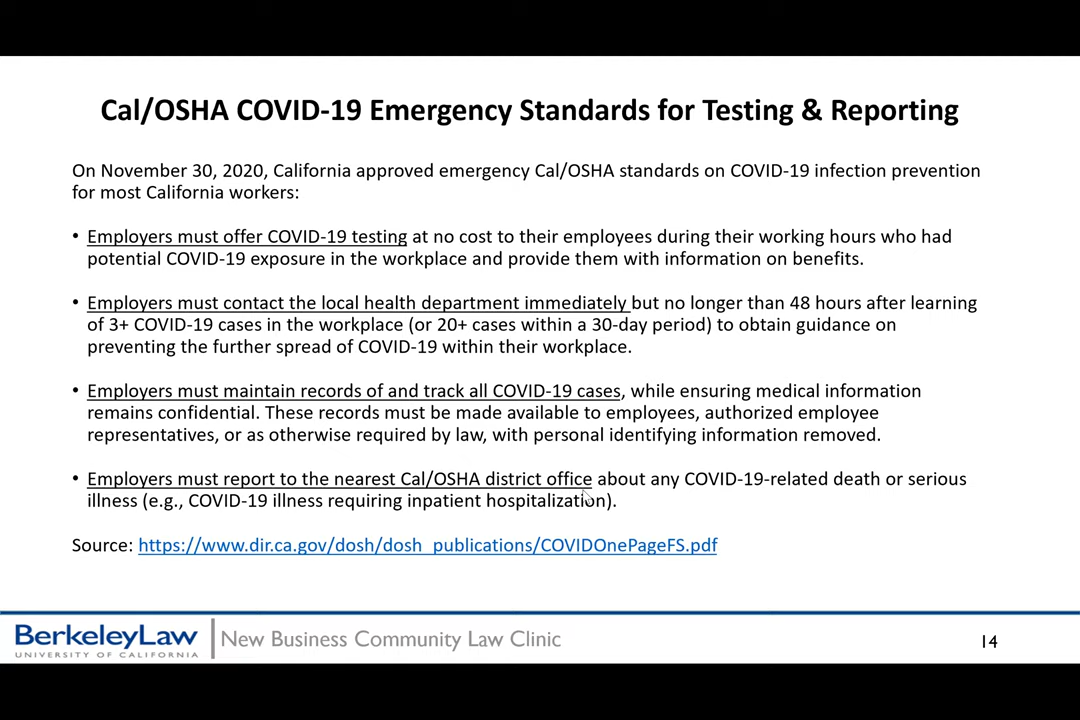 Cal/OSHA COVID-19 Emergency Standards for Testing & Reporting
On November 30, 2020, California approved emergency Cal/OSHA standards on COVID-19 infection prevention
for most California workers:
• Employers must offer COVID-19 testing at no cost to their employees during their working hours who had
potential COVID-19 exposure in the workplace and provide them with information on benefits.
• Employers must contact the local health department immediately but no longer than 48 hours after learning
of 3+ COVID-19 cases in the workplace (or 20+ cases within a 30-day period) to obtain guidance on
preventing the further spread of COVID-19 within their workplace.
• Employers must maintain records of and track all COVID-19 cases, while ensuring medical information
remains confidential. These records must be made available to employees, authorized employee
representatives, or as otherwise required by law, with personal identifying information removed.
• Employers must report to the nearest Cal/OSHA district office about any COVID-19-related death or serious
illness (e.g., COVID-19 illness requiring inpatient hospitalization).
Source: https://www.dir.ca.gov/dosh/dosh_publications/COVIDOnePageFS.pdf
BerkeleyLaw
UNIVERSITY OF CALIFORNIA
New Business Community Law Clinic
14